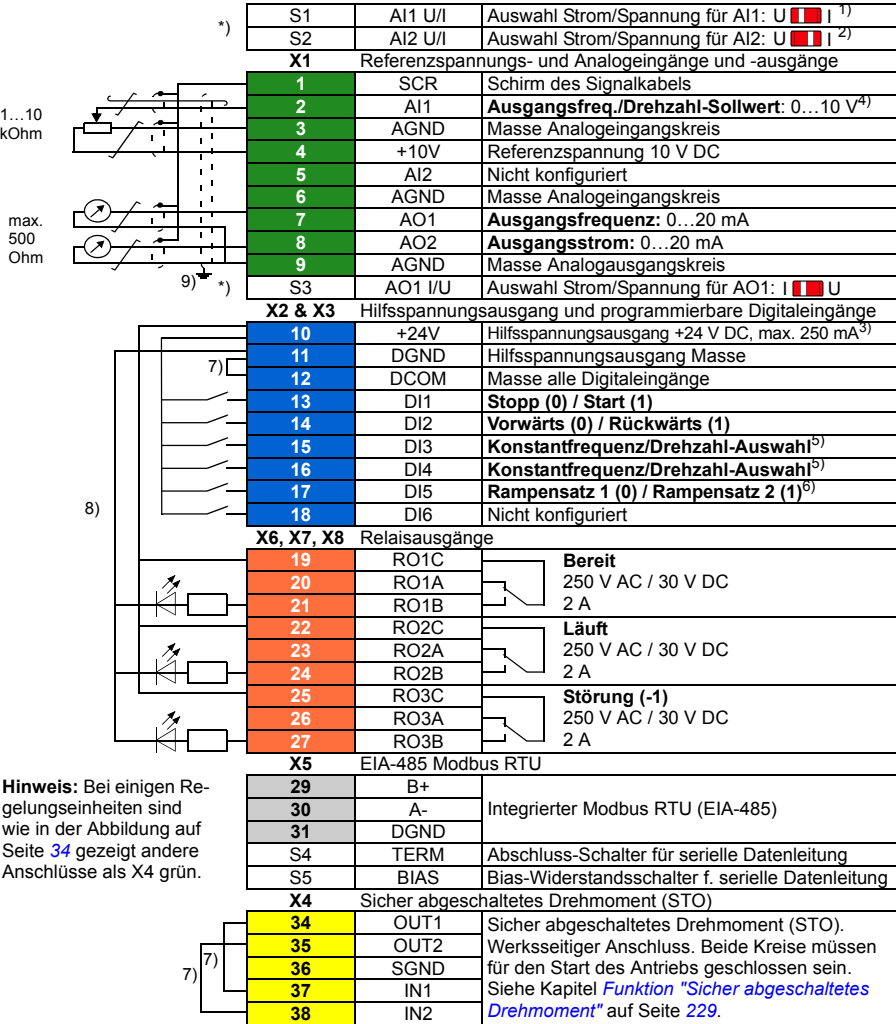 *)
S1 AI1 U/I Auswahl Strom/Spannung für AI1: U I 1)
S2 AI2 U/I Auswahl Strom/Spannung für AI2: U I 2)
X1 Referenzspannungs- und Analogeingänge und -ausgänge
1 SCR Schirm des Signalkabels
1…10
kOhm
2 AI1 Ausgangsfreq./Drehzahl-Sollwert: 0…10 V4)
3 AGND Masse Analogeingangskreis
4 +10V Referenzspannung 10 V DC
5 AI2 Nicht konfiguriert
6 AGND Masse Analogeingangskreis
max.
500
Ohm
7 AO1 Ausgangsfrequenz: 0…20 mA
8 AO2 Ausgangsstrom: 0…20 mA
9 AGND Masse Analogausgangskreis
9) *) S3 AO1 I/U Auswahl Strom/Spannung für AO1: I U
X2 & X3 Hilfsspannungsausgang und programmierbare Digitaleingänge
10 +24V Hilfsspannungsausgang +24 V DC, max. 250 mA3)
11 DGND Hilfsspannungsausgang Masse
7)
12 DCOM Masse alle Digitaleingänge
13 DI1 Stopp (0) / Start (1)
14 DI2 Vorwärts (0) / Rückwärts (1)
15 DI3 Konstantfrequenz/Drehzahl-Auswahl5)
16 DI4 Konstantfrequenz/Drehzahl-Auswahl5)
17 DI5 Rampensatz 1 (0) / Rampensatz 2 (1)6)
8)
18 DI6 Nicht konfiguriert
X6, X7, X8 Relaisausgänge
19 RO1C Bereit
20 RO1A 250 V AC / 30 V DC
21 RO1B 2 A
22 RO2C Läuft
23 RO2A 250 V AC / 30 V DC
24 RO2B 2 A
25 RO3C Störung (-1)
26 RO3A 250 V AC / 30 V DC
27 RO3B 2 A
X5 EIA-485 Modbus RTU
Hinweis: Bei einigen Re-
gelungseinheiten sind
wie in der Abbildung auf
Seite 34 gezeigt andere
Anschlüsse als X4 grün.
29 B+
30 A- Integrierter Modbus RTU (EIA-485)
31 DGND
S4 TERM Abschluss-Schalter für serielle Datenleitung
S5 BIAS Bias-Widerstandsschalter f. serielle Datenleitung
X4 Sicher abgeschaltetes Drehmoment (STO)
34 OUT1 Sicher abgeschaltetes Drehmoment (STO).
35 OUT2 Werksseitiger Anschluss. Beide Kreise müssen
7) 7)
36 SGND für den Start des Antriebs geschlossen sein.
37 IN1 Siehe Kapitel Funktion "Sicher abgeschaltetes
38 IN2 Drehmoment" auf Seite 229.